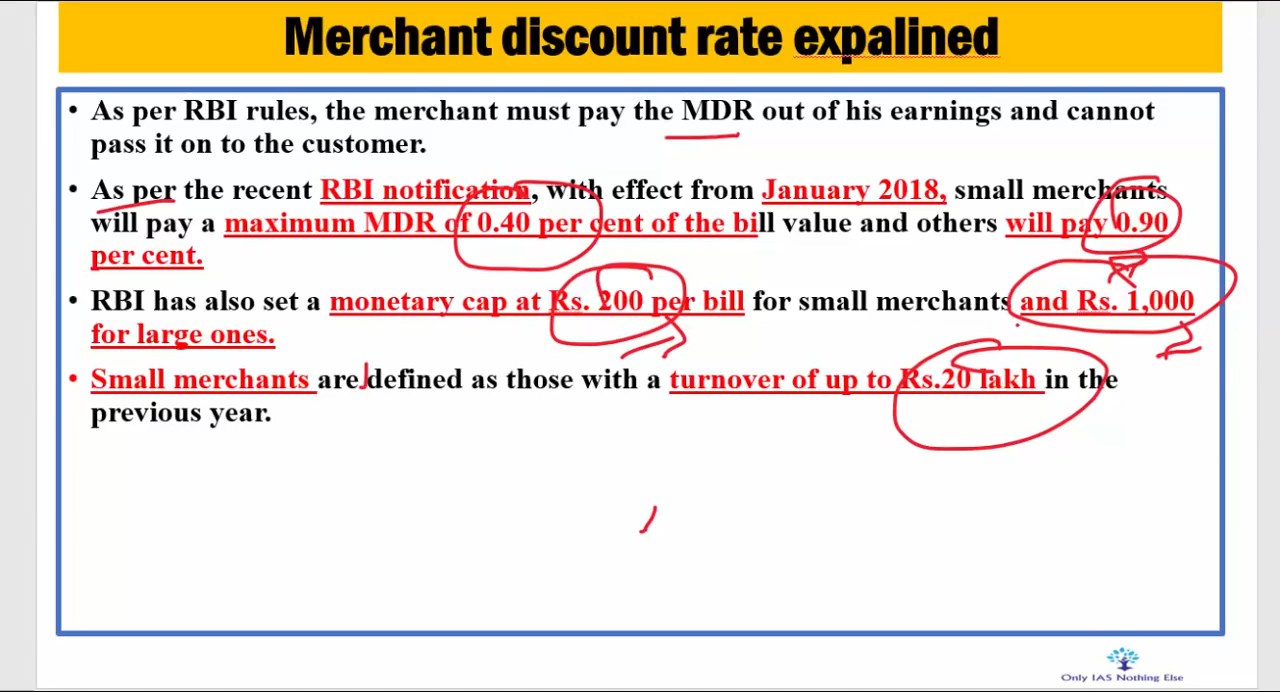 Merchant discount rate expalined
• As per RBI rules, the merchant must pay the MDR out of his earnings and cannot
pass it on to the customer.
• As per the recent RBI notification, with effect from January 2018, small merchants
will pay a maximum MDR of 0.40 per cent of the bill value and others will pay 0.90
per cent.
• RBI has also set a monetary cap at Rs. 200 per bill for small merchants and Rs. 1,000
for large ones.
• Small merchants are defined as those with a turnover of up to Rs.20 lakh in the
previous year.
Only IAS Nothing Else